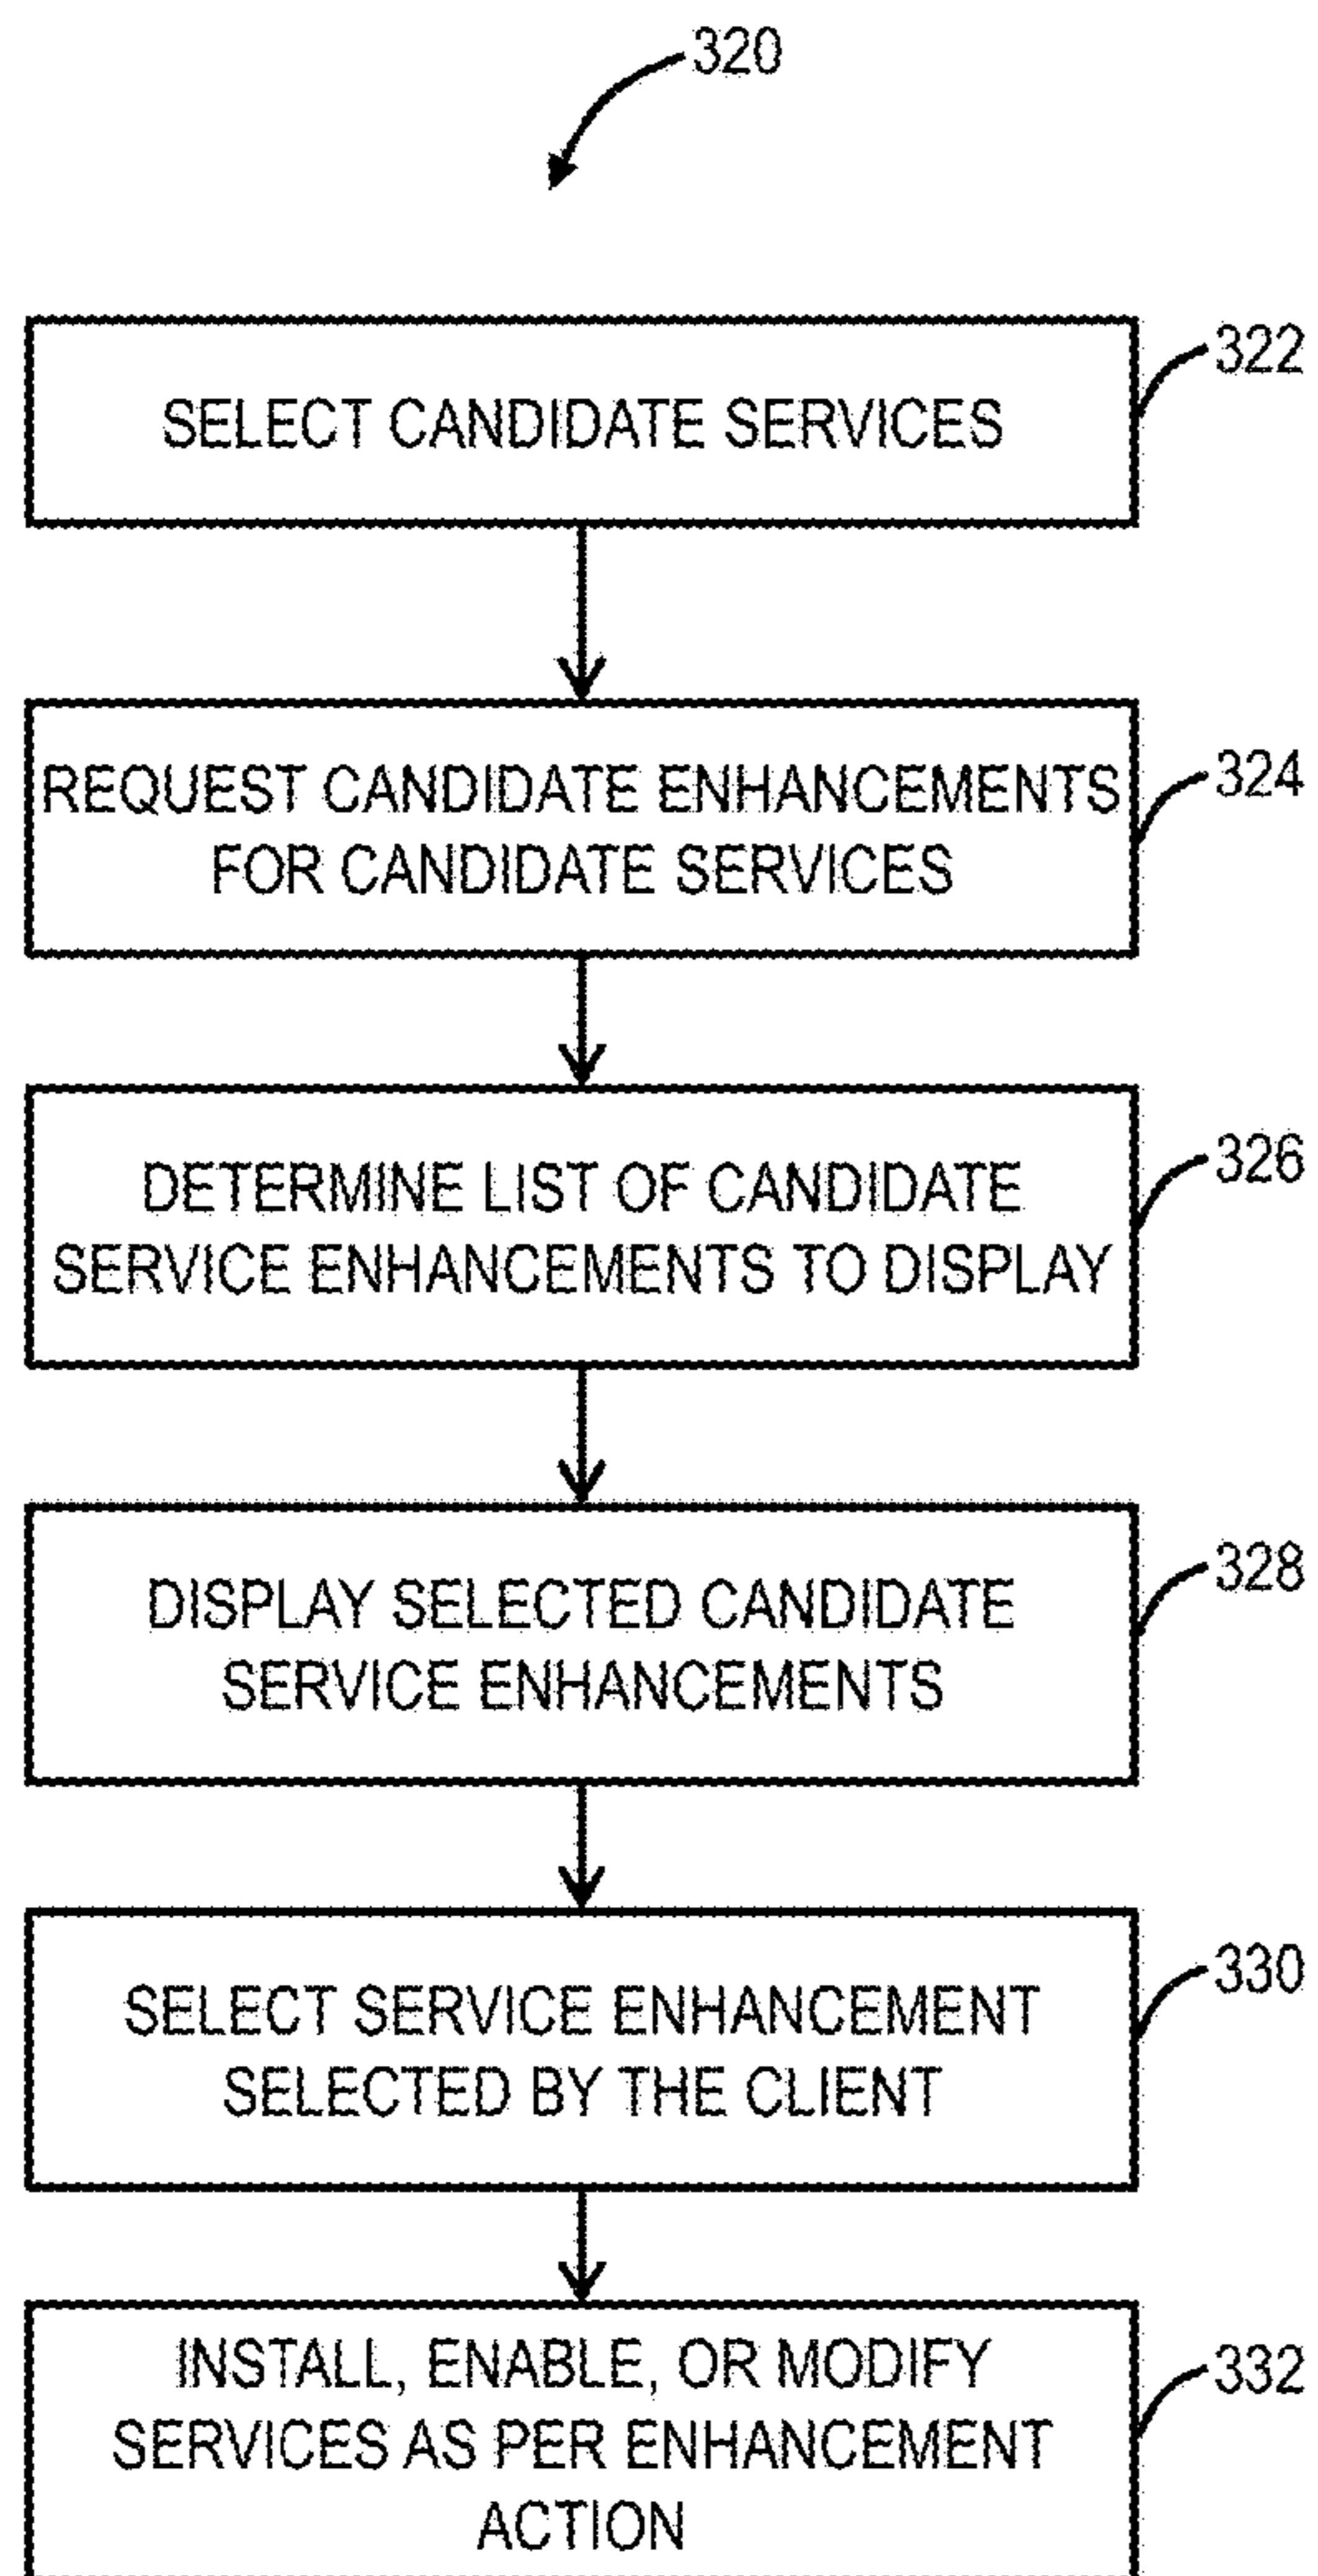 320
SELECT CANDIDATE SERVICES
322
REQUEST CANDIDATE ENHANCEMENTS
FOR CANDIDATE SERVICES
324
DETERMINE LIST OF CANDIDATE
SERVICE ENHANCEMENTS TO DISPLAY
326
DISPLAY SELECTED CANDIDATE
SERVICE ENHANCEMENTS
328
SELECT SERVICE ENHANCEMENT
SELECTED BY THE CLIENT
330
INSTALL, ENABLE, OR MODIFY
SERVICES AS PER ENHANCEMENT
ACTION
332